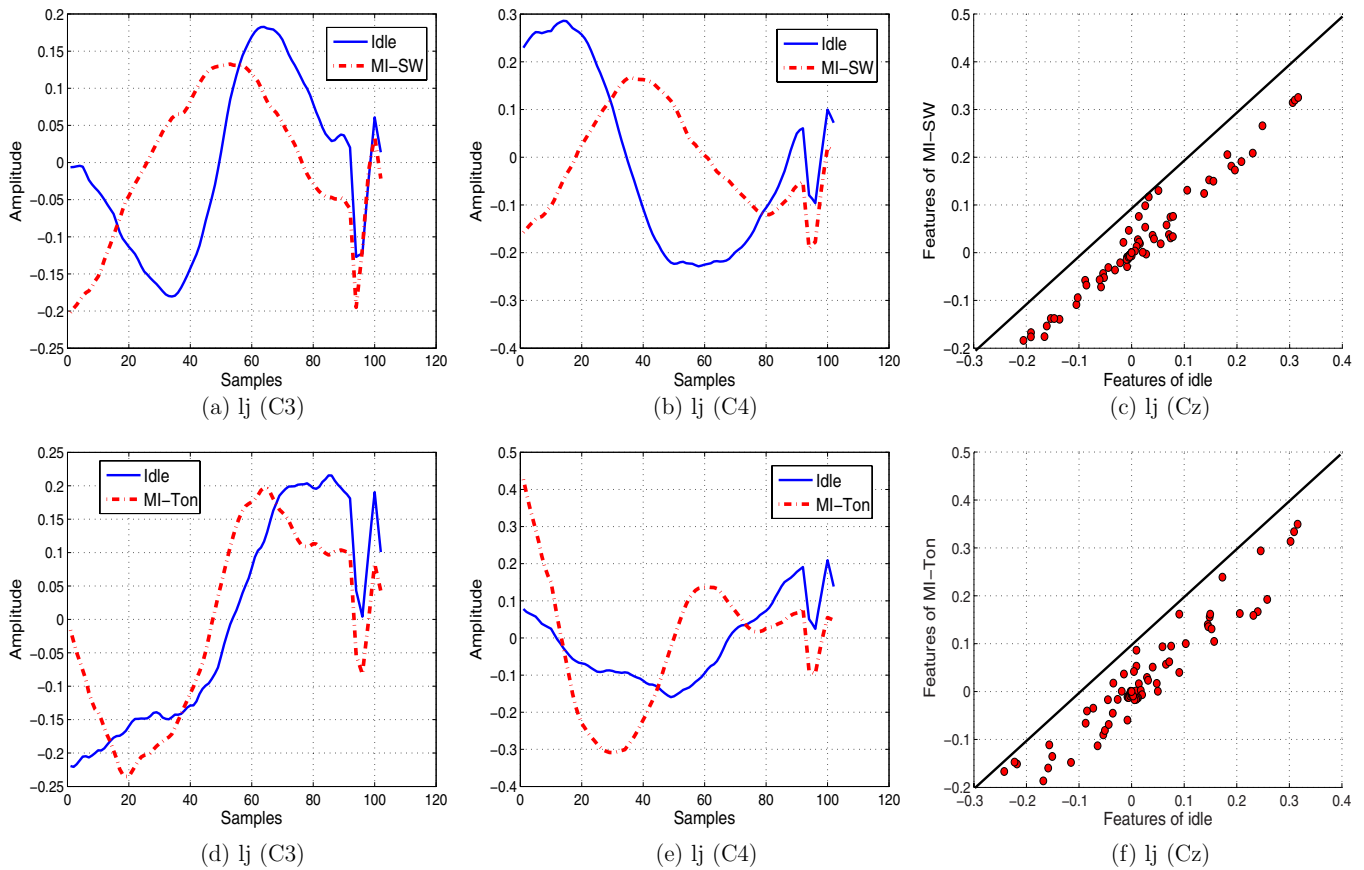 0.2
0.15
0.1
0.05
0
−0.05
−0.1
−0.15
−0.2
−0.25
0 20 40 60 80 100 120
Amplitude
Samples
Idle
MI−SW
(a) lj (C3)
0.3
0.2
0.1
0
−0.1
−0.2
−0.3
−0.4
0 20 40 60 80 100 120
Amplitude
Samples
Idle
MI−SW
(b) lj (C4)
0.5
0.4
0.3
0.2
0.1
0
−0.1
−0.2
−0.3 −0.2 −0.1 0 0.1 0.2 0.3 0.4
Features of MI−SW
Features of idle
(c) lj (Cz)
0.25
0.2
0.15
0.1
0.05
0
−0.05
−0.1
−0.15
−0.2
−0.25
0 20 40 60 80 100 120
Amplitude
Samples
Idle
MI−Ton
(d) lj (C3)
0.5
0.4
0.3
0.2
0.1
0
−0.1
−0.2
−0.3
−0.4
0 20 40 60 80 100 120
Amplitude
Samples
Idle
MI−Ton
(e) lj (C4)
0.5
0.4
0.3
0.2
0.1
0
−0.1
−0.2
−0.3 −0.2 −0.1 0 0.1 0.2 0.3 0.4
Features of MI−Ton
Features of idle
(f) lj (Cz)